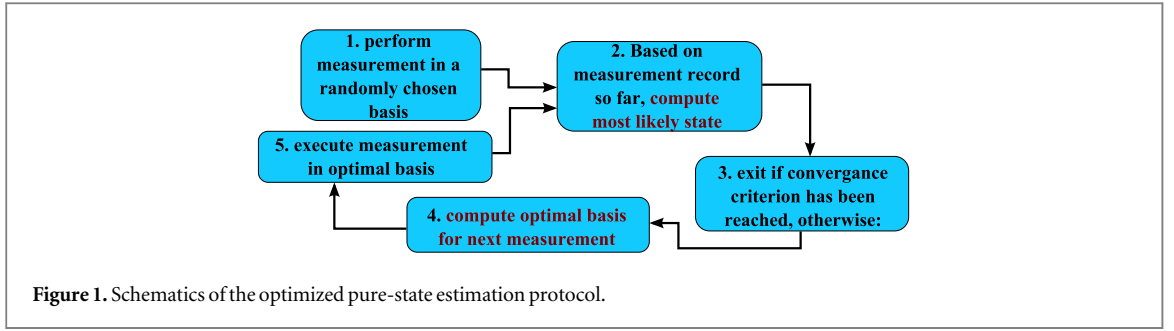 1. perform
measurement in a
randomly chosen
basis
2. Based on
measurement record
so far, compute
most likely state
3. exit if convergance
criterion has been
reached, otherwise:
4. compute optimal basis
for next measurement
5. execute measurement
in optimal basis
Figure 1. Schematics of the optimized pure-state estimation protocol.